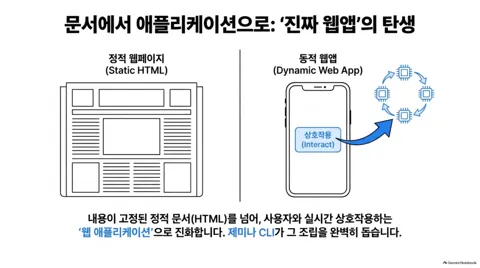 문서에서 애플리케이션으로: ‘진짜 웹앱’의 탄생
정적 웹페이지
(Static HTML)
동적 웹앱
(Dynamic Web App)
상호작용
(Interact)
내용이 고정된 정적 문서(HTML)를 넘어, 사용자와 실시간 상호작용하는
‘웹 애플리케이션’으로 진화합니다. 제미나 CLI가 그 조립을 완벽히 돕습니다.